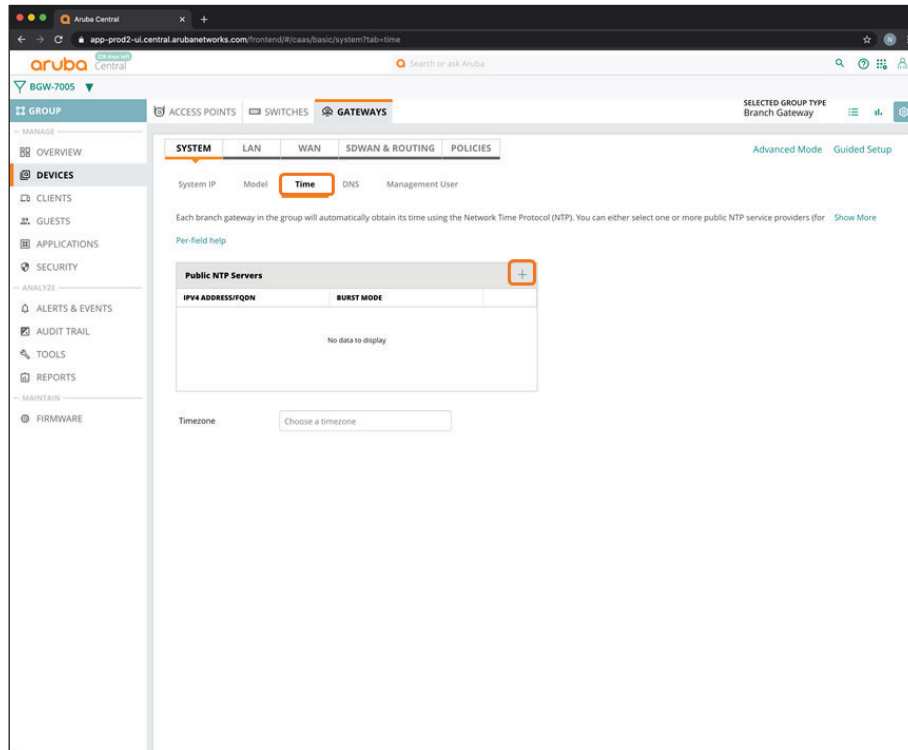 Aruba Central
app-prod2-ui.central.arubanetworks.com/frontend/#/caas/basic/system?tab=time
N
aruba Central
Search or ask Aruba
BGW-7005
GROUP
ACCESS POINTS SWITCHES GATEWAYS
SELECTED GROUP TYPE
Branch Gateway
MANAGE
OVERVIEW
DEVICES
CLIENTS
GUESTS
APPLICATIONS
SECURITY
ANALYZE
ALERTS & EVENTS
AUDIT TRAIL
TOOLS
REPORTS
MAINTAIN
FIRMWARE
SYSTEM LAN WAN SDWAN & ROUTING POLICIES
Advanced Mode Guided Setup
System IP Model Time DNS Management User
Each branch gateway in the group will automatically obtain its time using the Network Time Protocol (NTP). You can either select one or more public NTP service providers (for Show More
Per-field help
Public NTP Servers
IPV4 ADDRESS/FQDN BURST MODE
No data to display
Timezone Choose a timezone